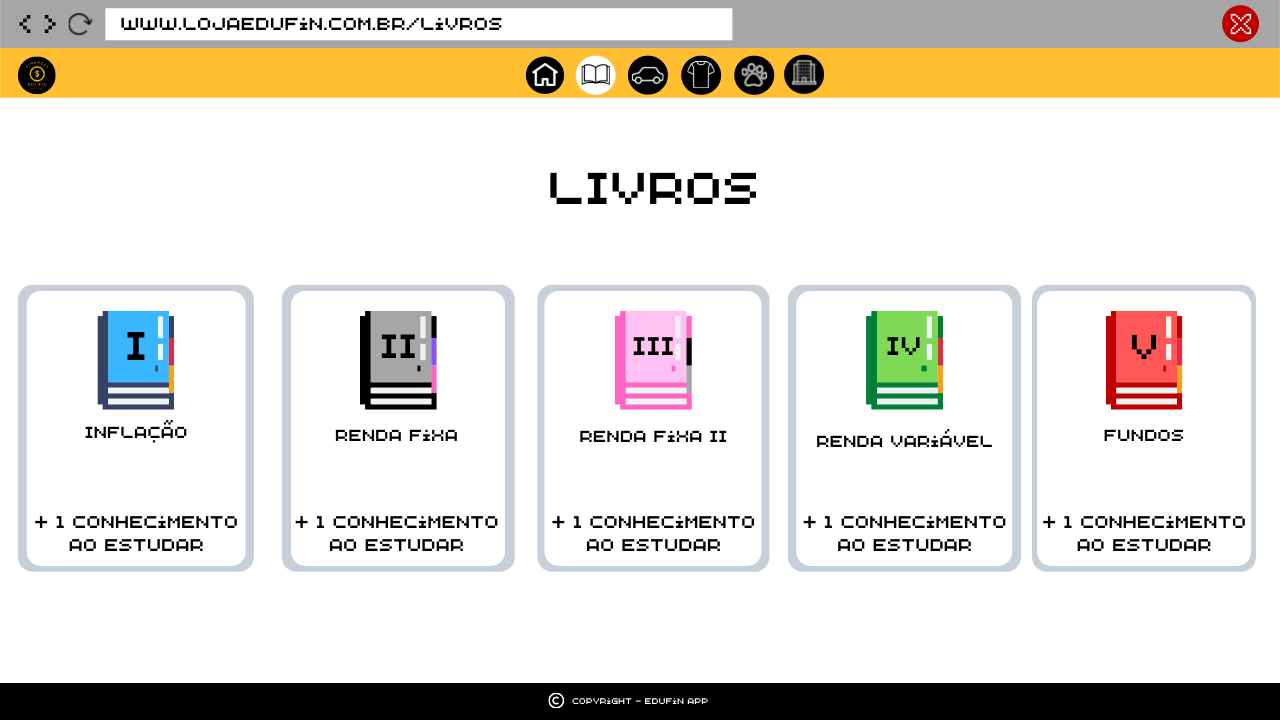 WWW.LOJAEDUFiN.COM.BR/LiVROS
LIVROS
I
II
III
IV
V
INFLAÇÃO
RENDA FiXA
RENDA FiXA II
RENDA VARiÁVEL
FUNDOS
+ 1 CONHECiMENTO
AO ESTUDAR
+ 1 CONHECiMENTO
AO ESTUDAR
+ 1 CONHECiMENTO
AO ESTUDAR
+ 1 CONHECiMENTO
AO ESTUDAR
+ 1 CONHECiMENTO
AO ESTUDAR
© COPYRiGHT - EDUFiN APP